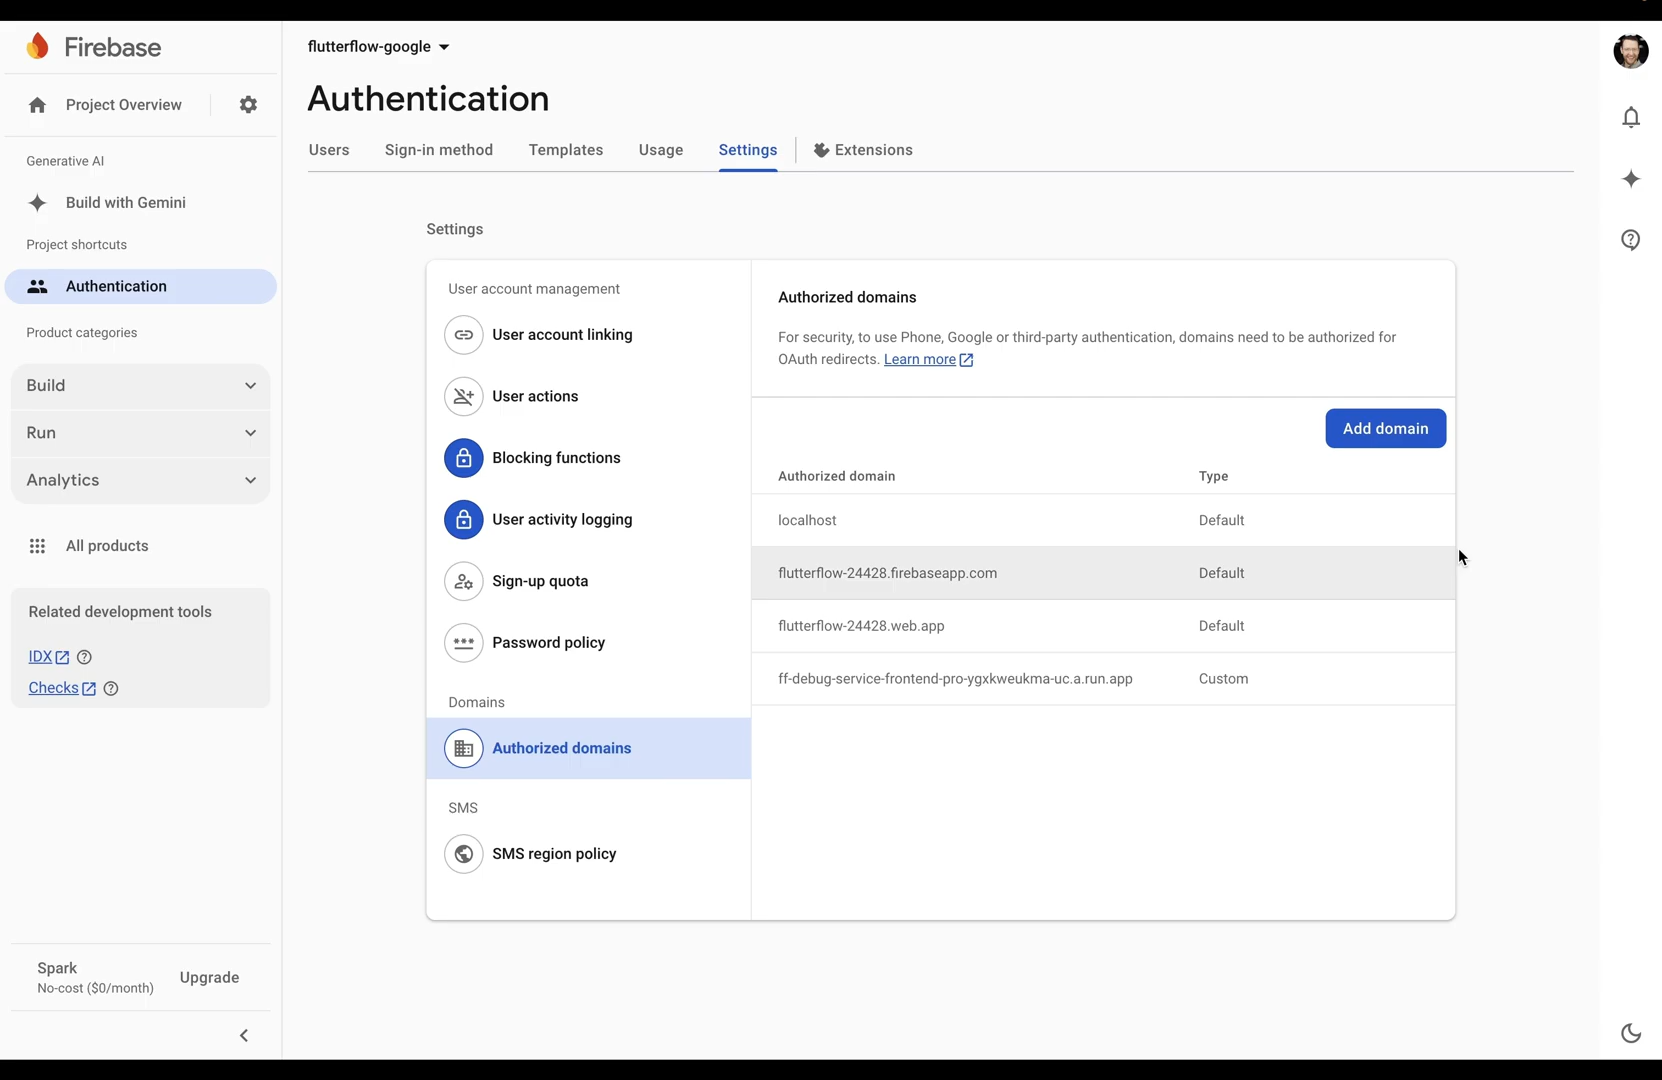 Firebase
flutterflow-google
Project Overview
Authentication
Generative AI
Users
Sign-in method
Templates
Usage
Settings
Extensions
Build with Gemini
Project shortcuts
Authentication
Product categories
Build
Run
Analytics
All products
Related development tools
IDX
Checks
Spark
No-cost ($0/month)
Upgrade
Settings
User account management
User account linking
User actions
Blocking functions
User activity logging
Sign-up quota
Password policy
Domains
Authorized domains
SMS
SMS region policy
Authorized domains
For security, to use Phone, Google or third-party authentication, domains need to be authorized for
OAuth redirects. Learn more
Add domain
Authorized domain Type
localhost Default
flutterflow-24428.firebaseapp.com Default
flutterflow-24428.web.app Default
ff-debug-service-frontend-pro-ygxkweukma-uc.a.run.app Custom